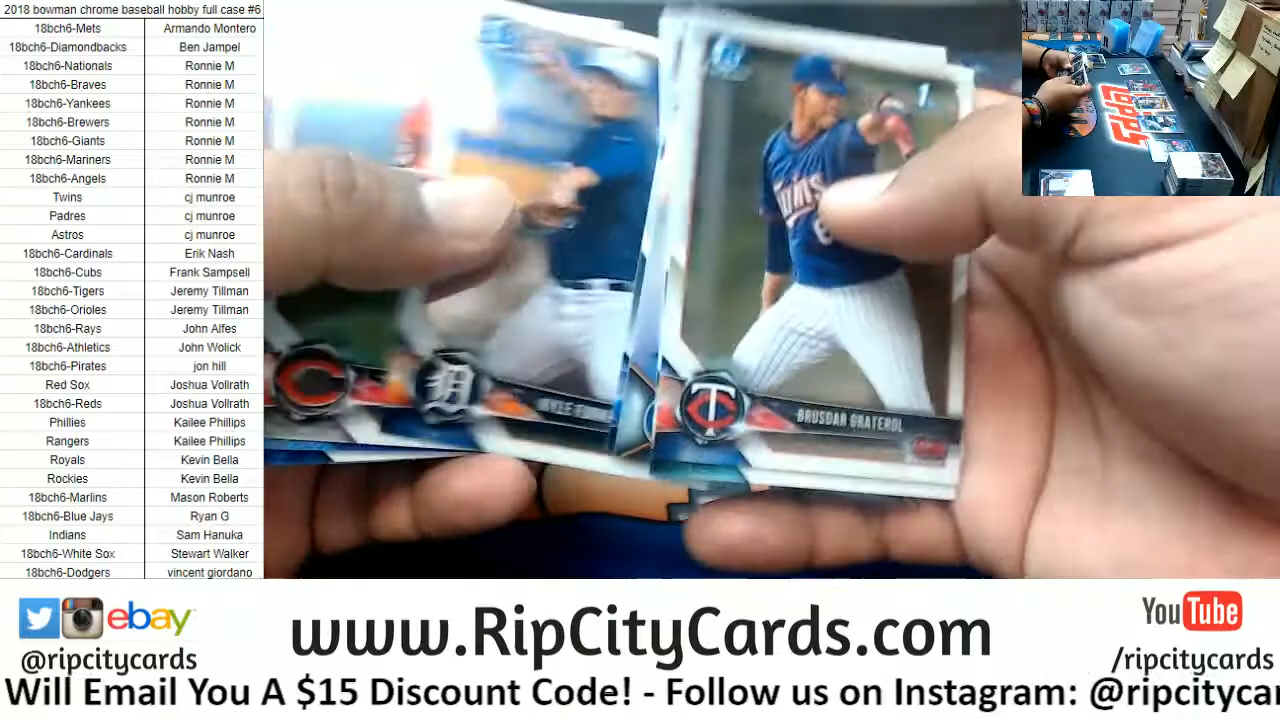 2018 bowman chrome baseball hobby full case #6
18bch6-Mets Armando Montero
18bch6-Diamondbacks Ben Jampel
18bch6-Nationals Ronnie M
18bch6-Braves Ronnie M
18bch6-Yankees Ronnie M
18bch6-Brewers Ronnie M
18bch6-Giants Ronnie M
18bch6-Mariners Ronnie M
18bch6-Angels Ronnie M
Twins cj munroe
Padres cj munroe
Astros cj munroe
18bch6-Cardinals Erik Nash
18bch6-Cubs Frank Sampsell
18bch6-Tigers Jeremy Tillman
18bch6-Orioles Jeremy Tillman
18bch6-Rays John Alfes
18bch6-Athletics John Wolick
18bch6-Pirates jon hill
Red Sox Joshua Vollrath
18bch6-Reds Joshua Vollrath
Phillies Kailee Phillips
Rangers Kailee Phillips
Royals Kevin Bella
Rockies Kevin Bella
18bch6-Marlins Mason Roberts
18bch6-Blue Jays Ryan G
Indians Sam Hanuka
18bch6-White Sox Stewart Walker
18bch6-Dodgers vincent giordano
1st
C
D
KYLE
T C
BRUSDAR GRATEROL
Topps
ebay
@ripcitycards
www.RipCityCards.com
YouTube
/ripcitycards
Will Email You A $15 Discount Code! - Follow us on Instagram: @ripcitycar